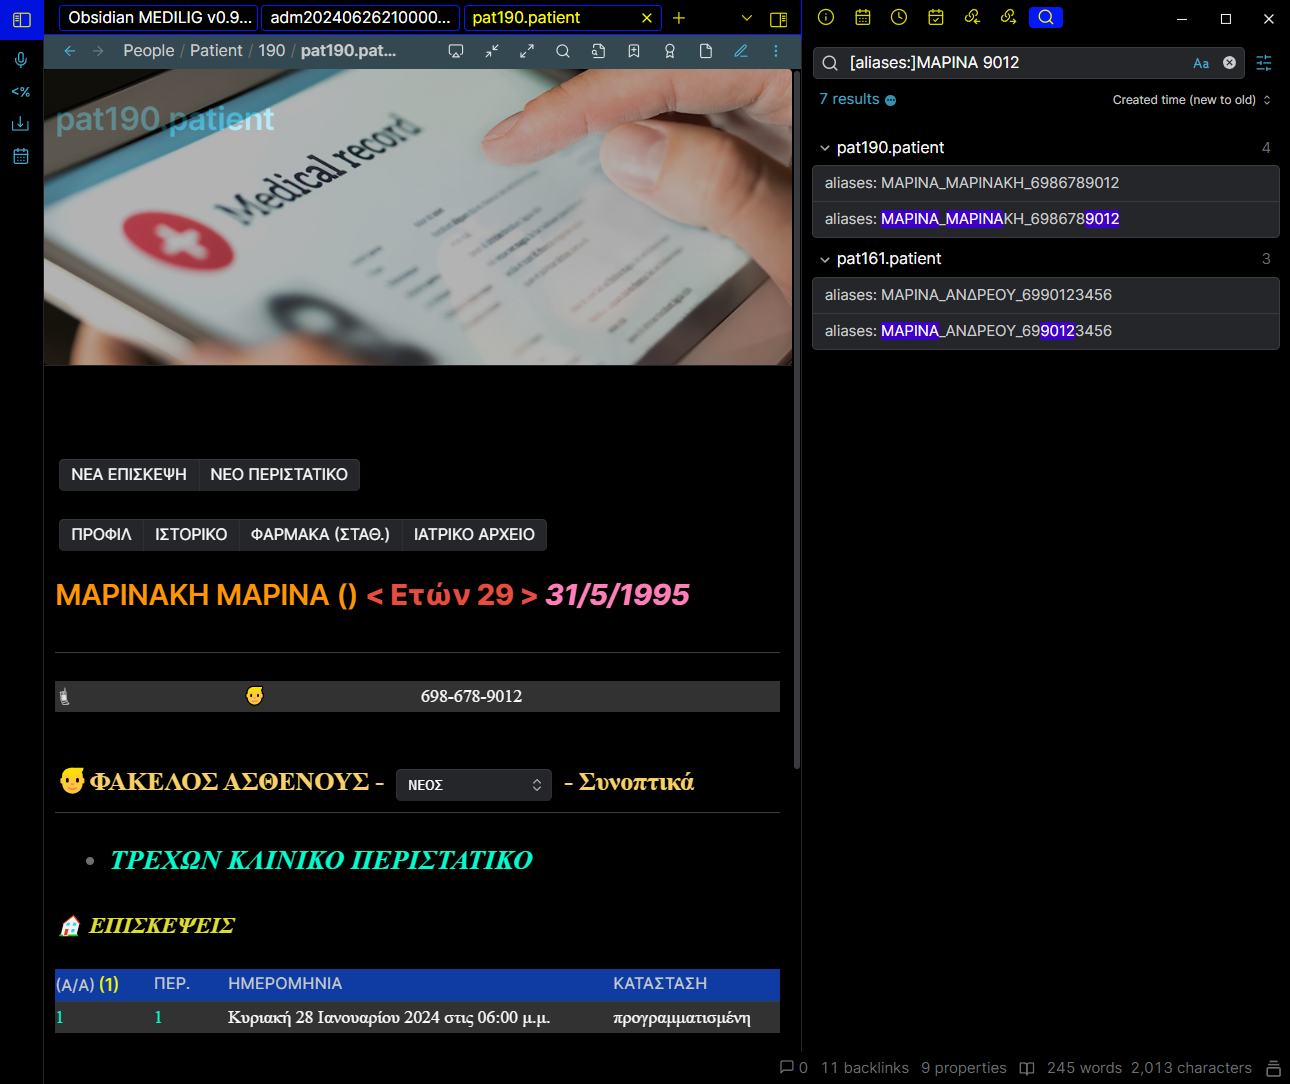 Obsidian MEDILIG v0.9...
adm20240626210000...
pat190.patient
People / Patient / 190 / pat190.pat...
pat190.patient
Medical record
ΝΕΑ ΕΠΙΣΚΕΨΗ
ΝΕΟ ΠΕΡΙΣΤΑΤΙΚΟ
ΠΡΟΦΙΛ
ΙΣΤΟΡΙΚΟ
ΦΑΡΜΑΚΑ (ΣΤΑΘ.)
ΙΑΤΡΙΚΟ ΑΡΧΕΙΟ
ΜΑΡΙΝΑΚΗ ΜΑΡΙΝΑ () < Ετών 29 > 31/5/1995
698-678-9012
ΦΑΚΕΛΟΣ ΑΣΘΕΝΟΥΣ - ΝΕΟΣ - Συνοπτικά
ΤΡΕΧΩΝ ΚΛΙΝΙΚΟ ΠΕΡΙΣΤΑΤΙΚΟ
ΕΠΙΣΚΕΨΕΙΣ
(Α/Α) (1) ΠΕΡ. ΗΜΕΡΟΜΗΝΙΑ ΚΑΤΑΣΤΑΣΗ
1 1 Κυριακή 28 Ιανουαρίου 2024 στις 06:00 μ.μ. προγραμματισμένη
[aliases:]ΜΑΡΙΝΑ 9012
Aa
7 results
Created time (new to old)
pat190.patient 4
aliases: ΜΑΡΙΝΑ_ΜΑΡΙΝΑΚΗ_6986789012
aliases: ΜΑΡΙΝΑ_ΜΑΡΙΝΑΚΗ_6986789012
pat161.patient 3
aliases: ΜΑΡΙΝΑ_ΑΝΔΡΕΟΥ_6990123456
aliases: ΜΑΡΙΝΑ_ΑΝΔΡΕΟΥ_6990123456
0 11 backlinks 9 properties 245 words 2,013 characters